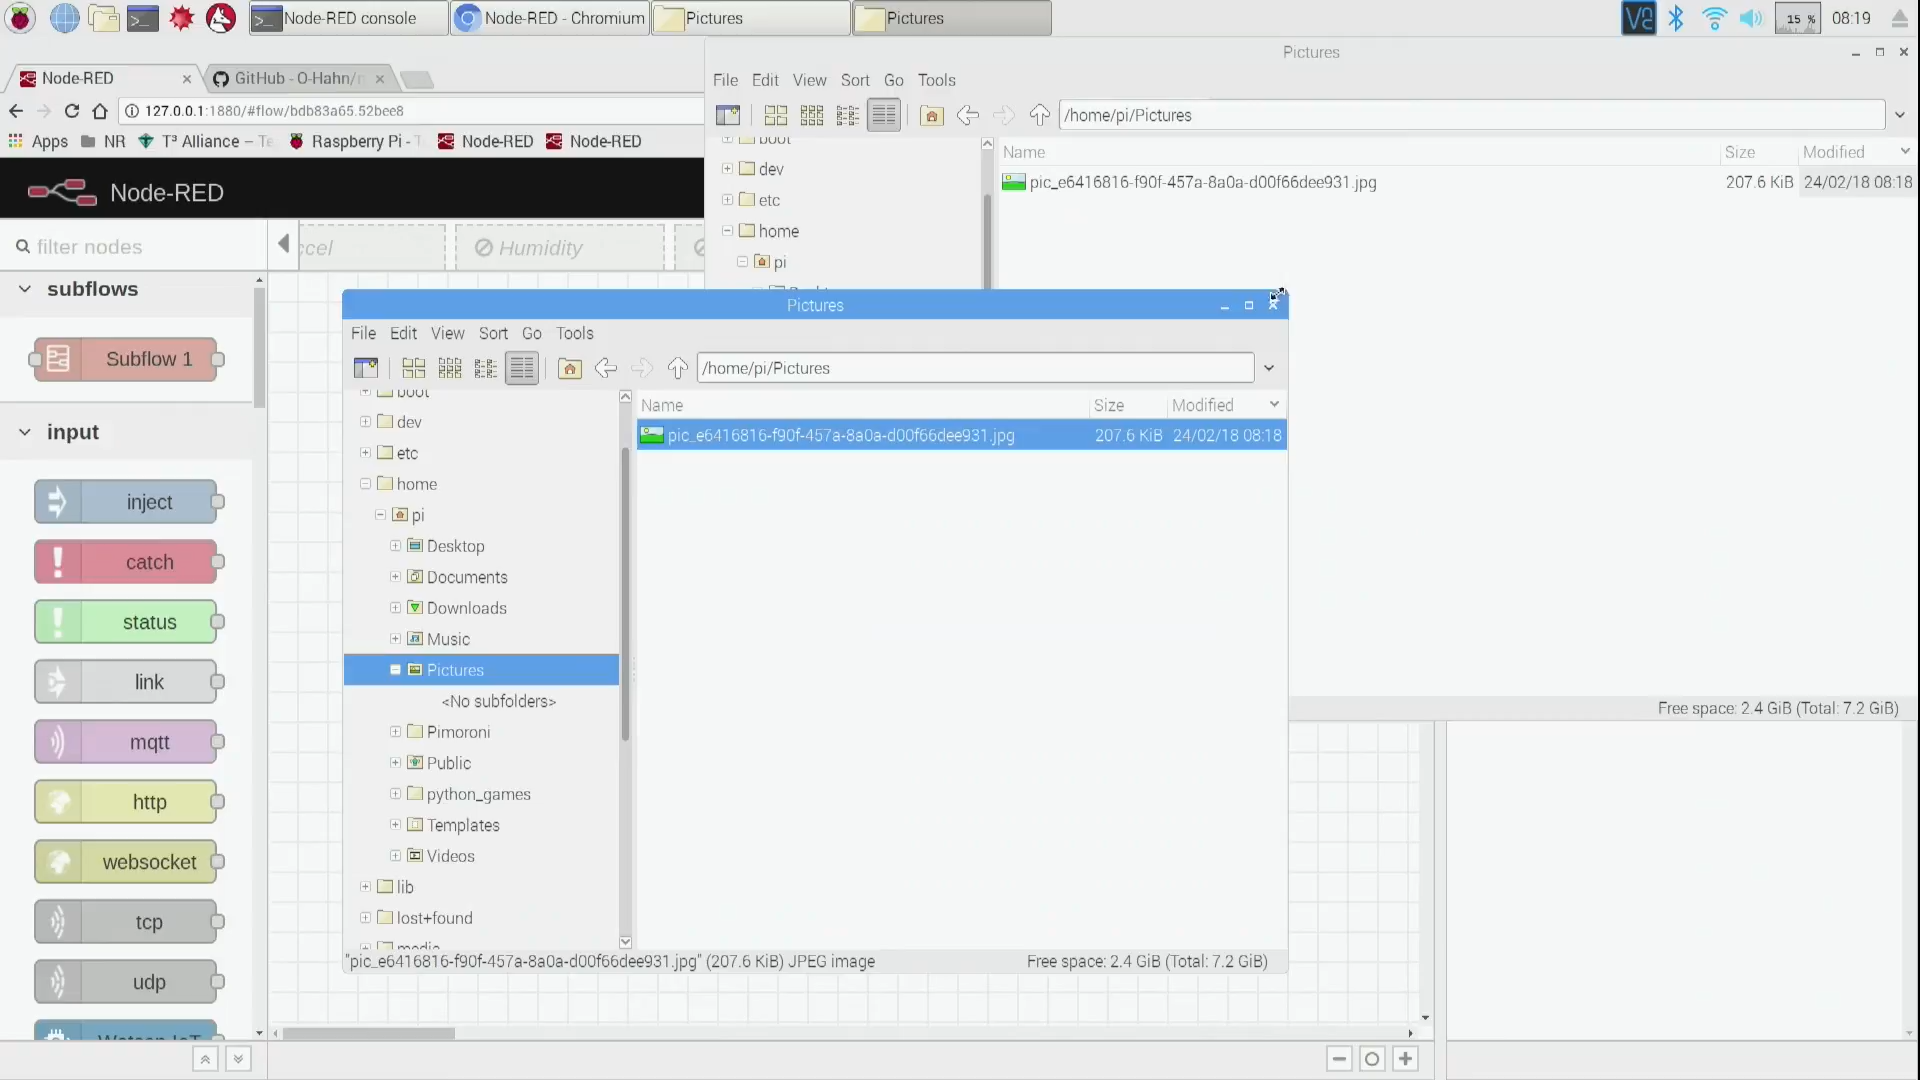 Node-RED console
Node-RED - Chromium
Pictures
Pictures
15 %
08:19
Node-RED
GitHub - O-Hahn/
127.0.0.1:1880/#flow/bdb83a65.52bee8
Apps
NR
T³ Alliance – Te
Raspberry Pi - T
Node-RED
Node-RED
Node-RED
filter nodes
ccel
Humidity
subflows
Subflow 1
input
inject
catch
status
link
mqtt
http
websocket
tcp
udp
Pictures
File Edit View Sort Go Tools
/home/pi/Pictures
boot
dev
etc
home
pi
Name Size Modified
pic_e6416816-f90f-457a-8a0a-d00f66dee931.jpg 207.6 KiB 24/02/18 08:18
Free space: 2.4 GiB (Total: 7.2 GiB)
Pictures
File Edit View Sort Go Tools
/home/pi/Pictures
boot
dev
etc
home
pi
Desktop
Documents
Downloads
Music
Pictures
<No subfolders>
Pimoroni
Public
python_games
Templates
Videos
lib
lost+found
media
Name Size Modified
pic_e6416816-f90f-457a-8a0a-d00f66dee931.jpg 207.6 KiB 24/02/18 08:18
"pic_e6416816-f90f-457a-8a0a-d00f66dee931.jpg" (207.6 KiB) JPEG image
Free space: 2.4 GiB (Total: 7.2 GiB)